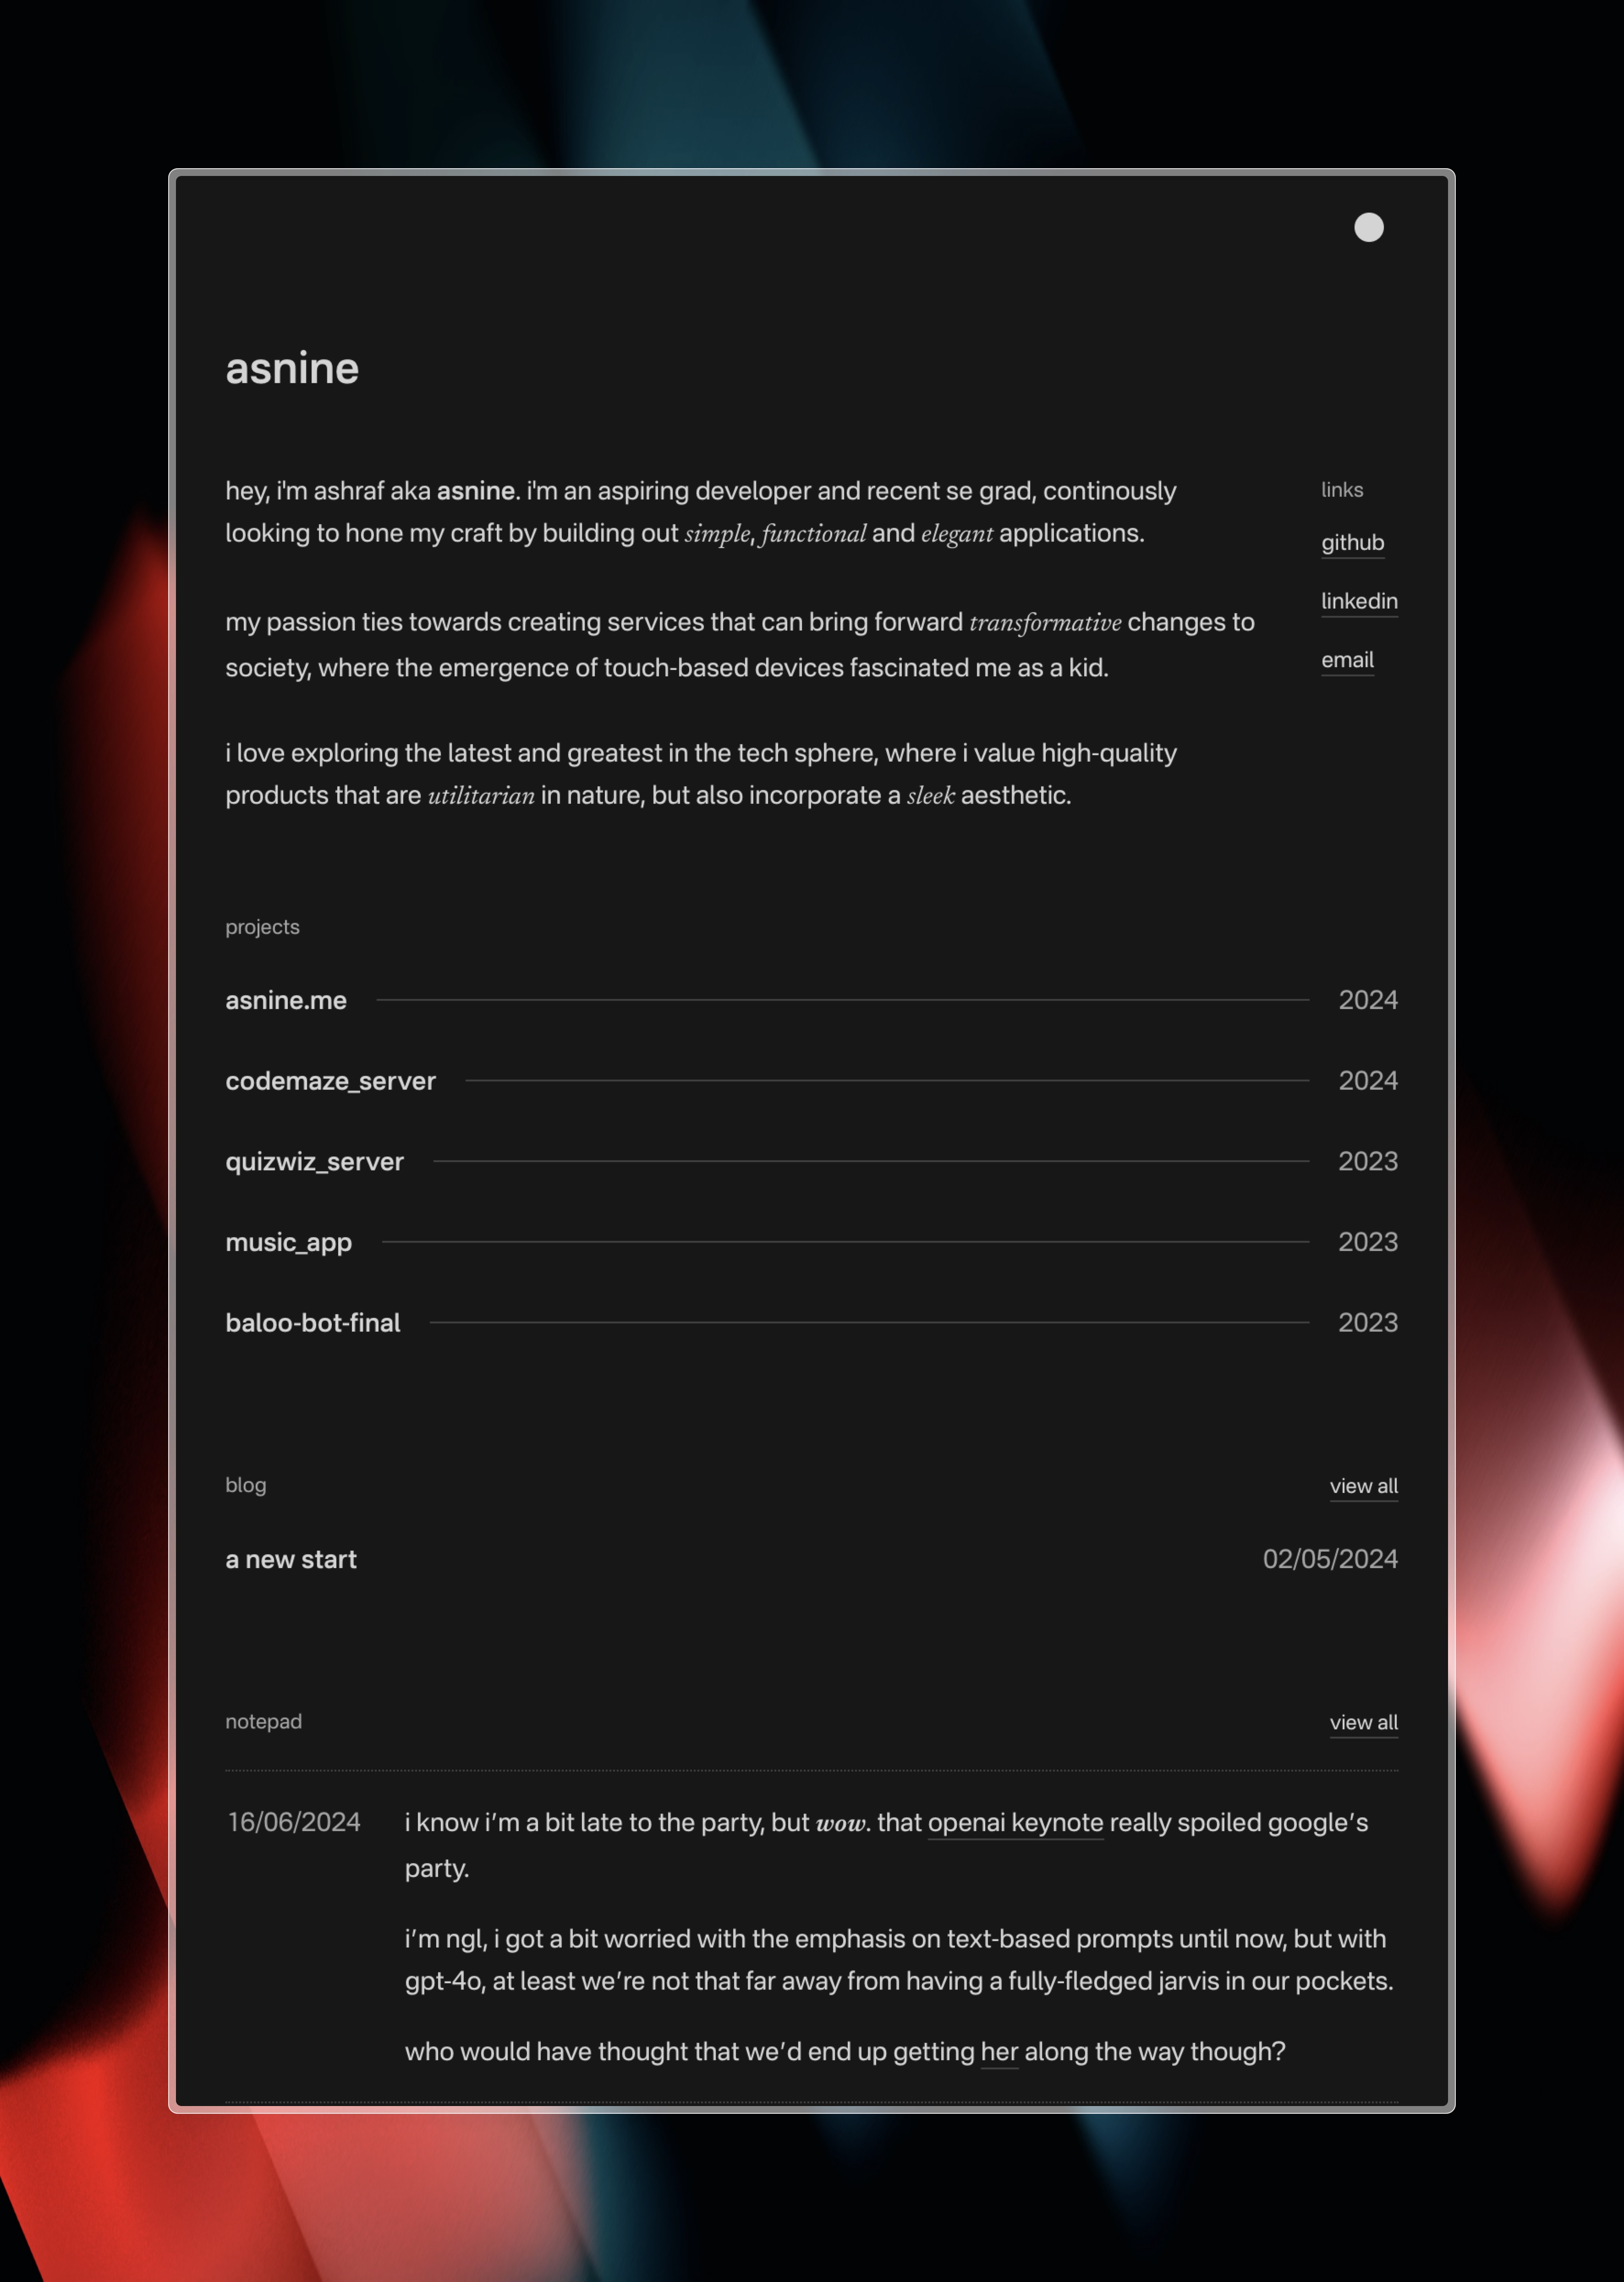 asnine
hey, i'm ashraf aka asnine. i'm an aspiring developer and recent se grad, continously
looking to hone my craft by building out simple, functional and elegant applications.
my passion ties towards creating services that can bring forward transformative changes to
society, where the emergence of touch-based devices fascinated me as a kid.
i love exploring the latest and greatest in the tech sphere, where i value high-quality
products that are utilitarian in nature, but also incorporate a sleek aesthetic.
links
github
linkedin
email
projects
asnine.me 2024
codemaze_server 2024
quizwiz_server 2023
music_app 2023
baloo-bot-final 2023
blog view all
a new start 02/05/2024
notepad view all
16/06/2024 i know i’m a bit late to the party, but wow. that openai keynote really spoiled google’s
party.
i’m ngl, i got a bit worried with the emphasis on text-based prompts until now, but with
gpt-4o, at least we’re not that far away from having a fully-fledged jarvis in our pockets.
who would have thought that we’d end up getting her along the way though?